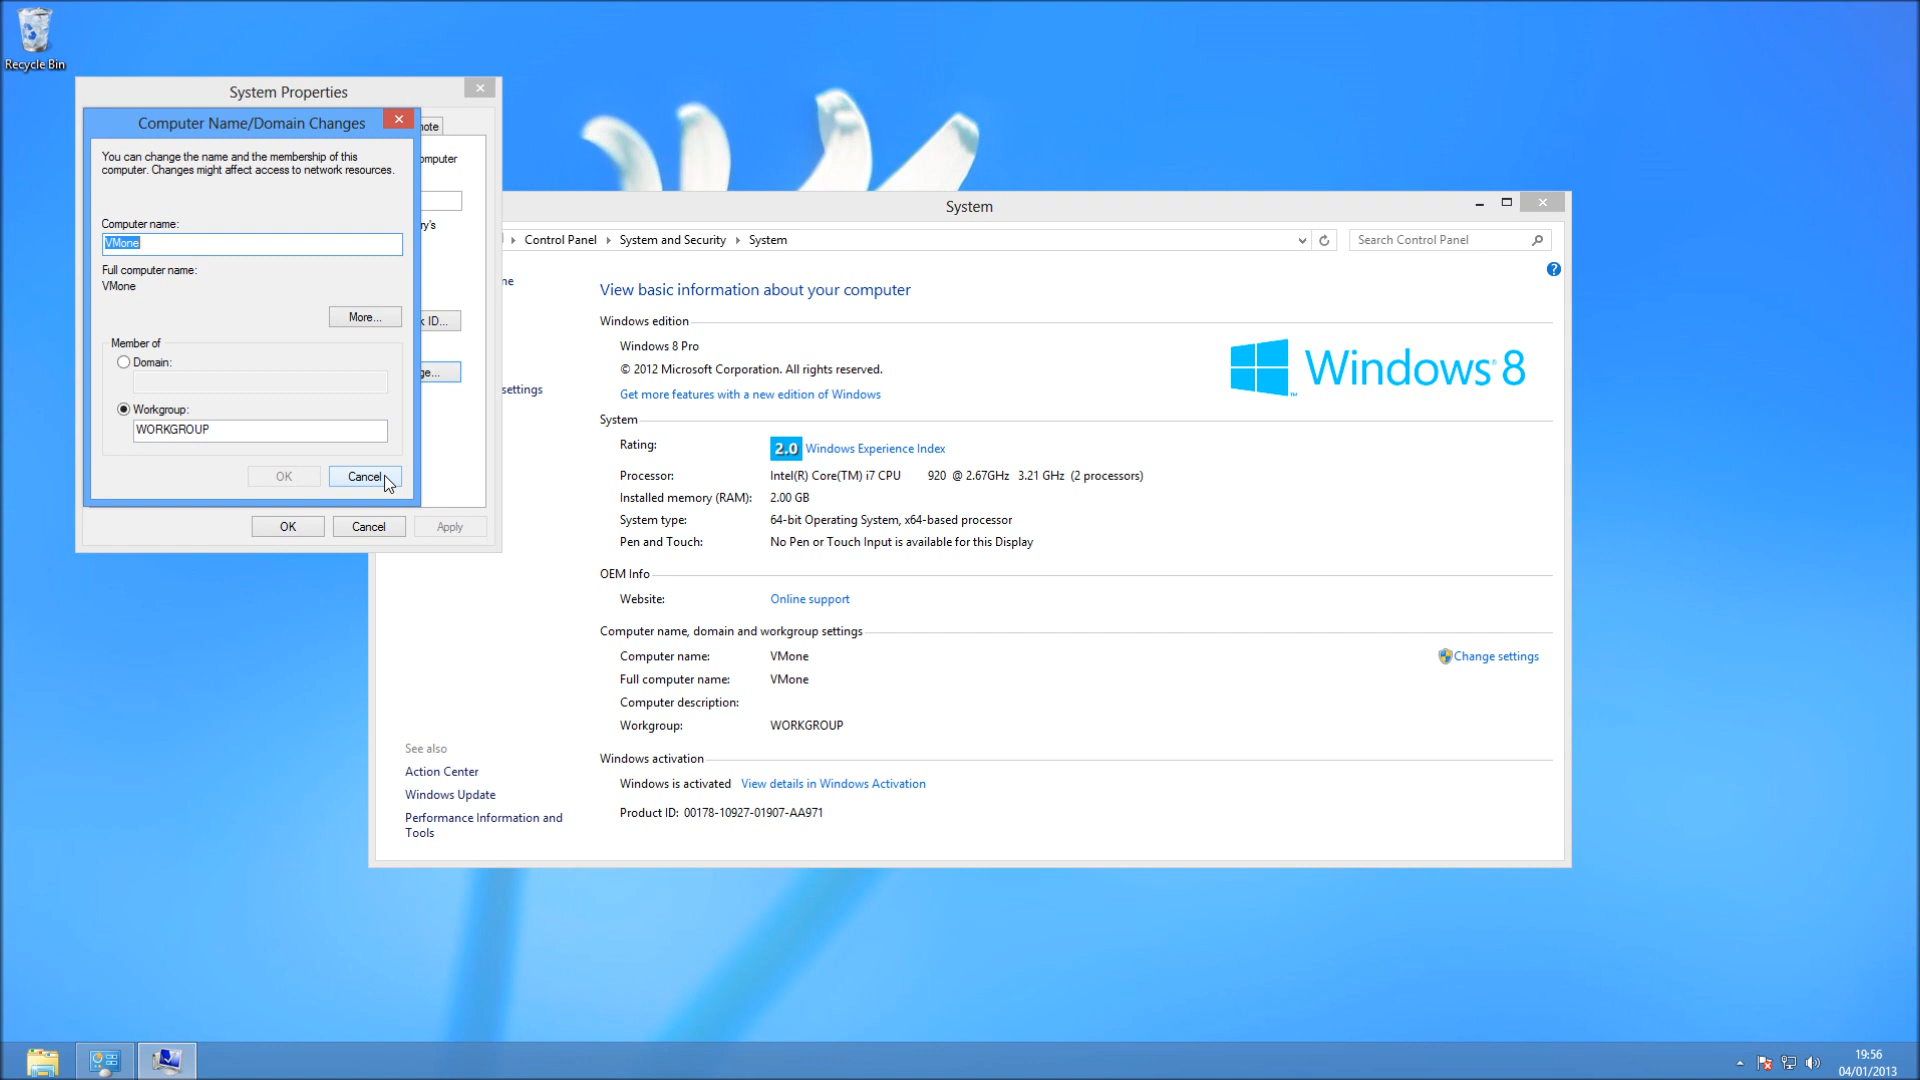 Recycle Bin
System Properties
Computer Name/Domain Changes
You can change the name and the membership of this
computer. Changes might affect access to network resources.
Computer name:
VMone
Full computer name:
VMone
More...
Member of
Domain:
Workgroup:
WORKGROUP
OK
Cancel
OK
Cancel
Apply
System
Control Panel
System and Security
System
Search Control Panel
View basic information about your computer
Windows edition
Windows 8 Pro
© 2012 Microsoft Corporation. All rights reserved.
Get more features with a new edition of Windows
Windows 8
System
Rating:
2.0 Windows Experience Index
Processor:
Intel(R) Core(TM) i7 CPU 920 @ 2.67GHz 3.21 GHz (2 processors)
Installed memory (RAM):
2.00 GB
System type:
64-bit Operating System, x64-based processor
Pen and Touch:
No Pen or Touch Input is available for this Display
OEM Info
Website:
Online support
Computer name, domain and workgroup settings
Computer name:
VMone
Change settings
Full computer name:
VMone
Computer description:
Workgroup:
WORKGROUP
Windows activation
Windows is activated View details in Windows Activation
Product ID: 00178-10927-01907-AA971
settings
See also
Action Center
Windows Update
Performance Information and
Tools
19:56
04/01/2013